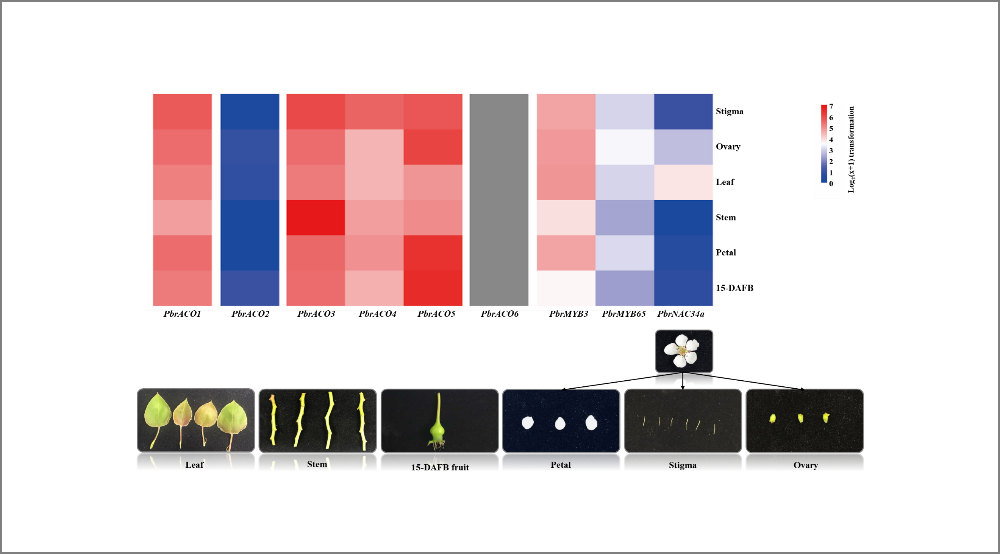 Stigma
Ovary
Leaf
Stem
Petal
15-DAFB
PbrACO1 PbrACO2 PbrACO3 PbrACO4 PbrACO5 PbrACO6 PbrMYB3 PbrMYB65 PbrNAC34a
7
6
5
4
3
2
1
0
Log₂(x+1) transformation
Leaf
Stem
15-DAFB fruit
Petal
Stigma
Ovary